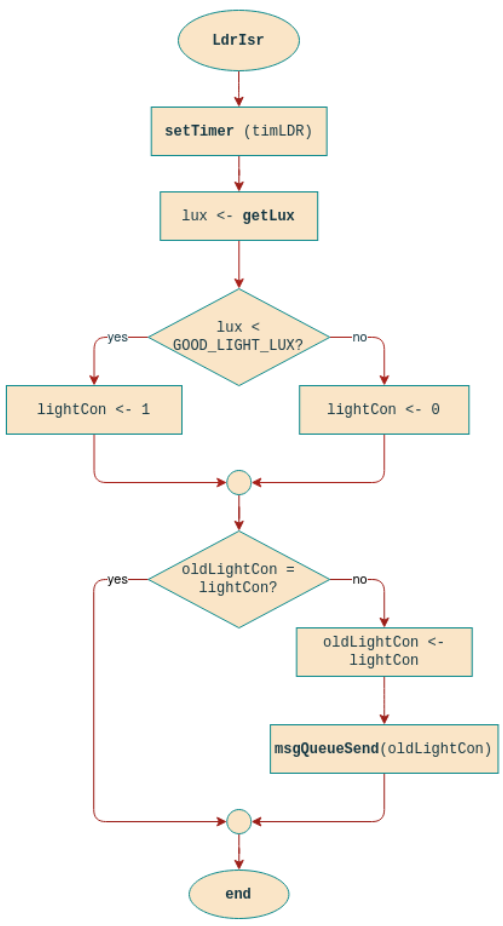 LdrIsr
setTimer (timLDR)
lux <- getLux
lux <
GOOD_LIGHT_LUX?
yes
no
lightCon <- 1
lightCon <- 0
oldLightCon =
lightCon?
yes
no
oldLightCon <-
lightCon
msgQueueSend(oldLightCon)
end